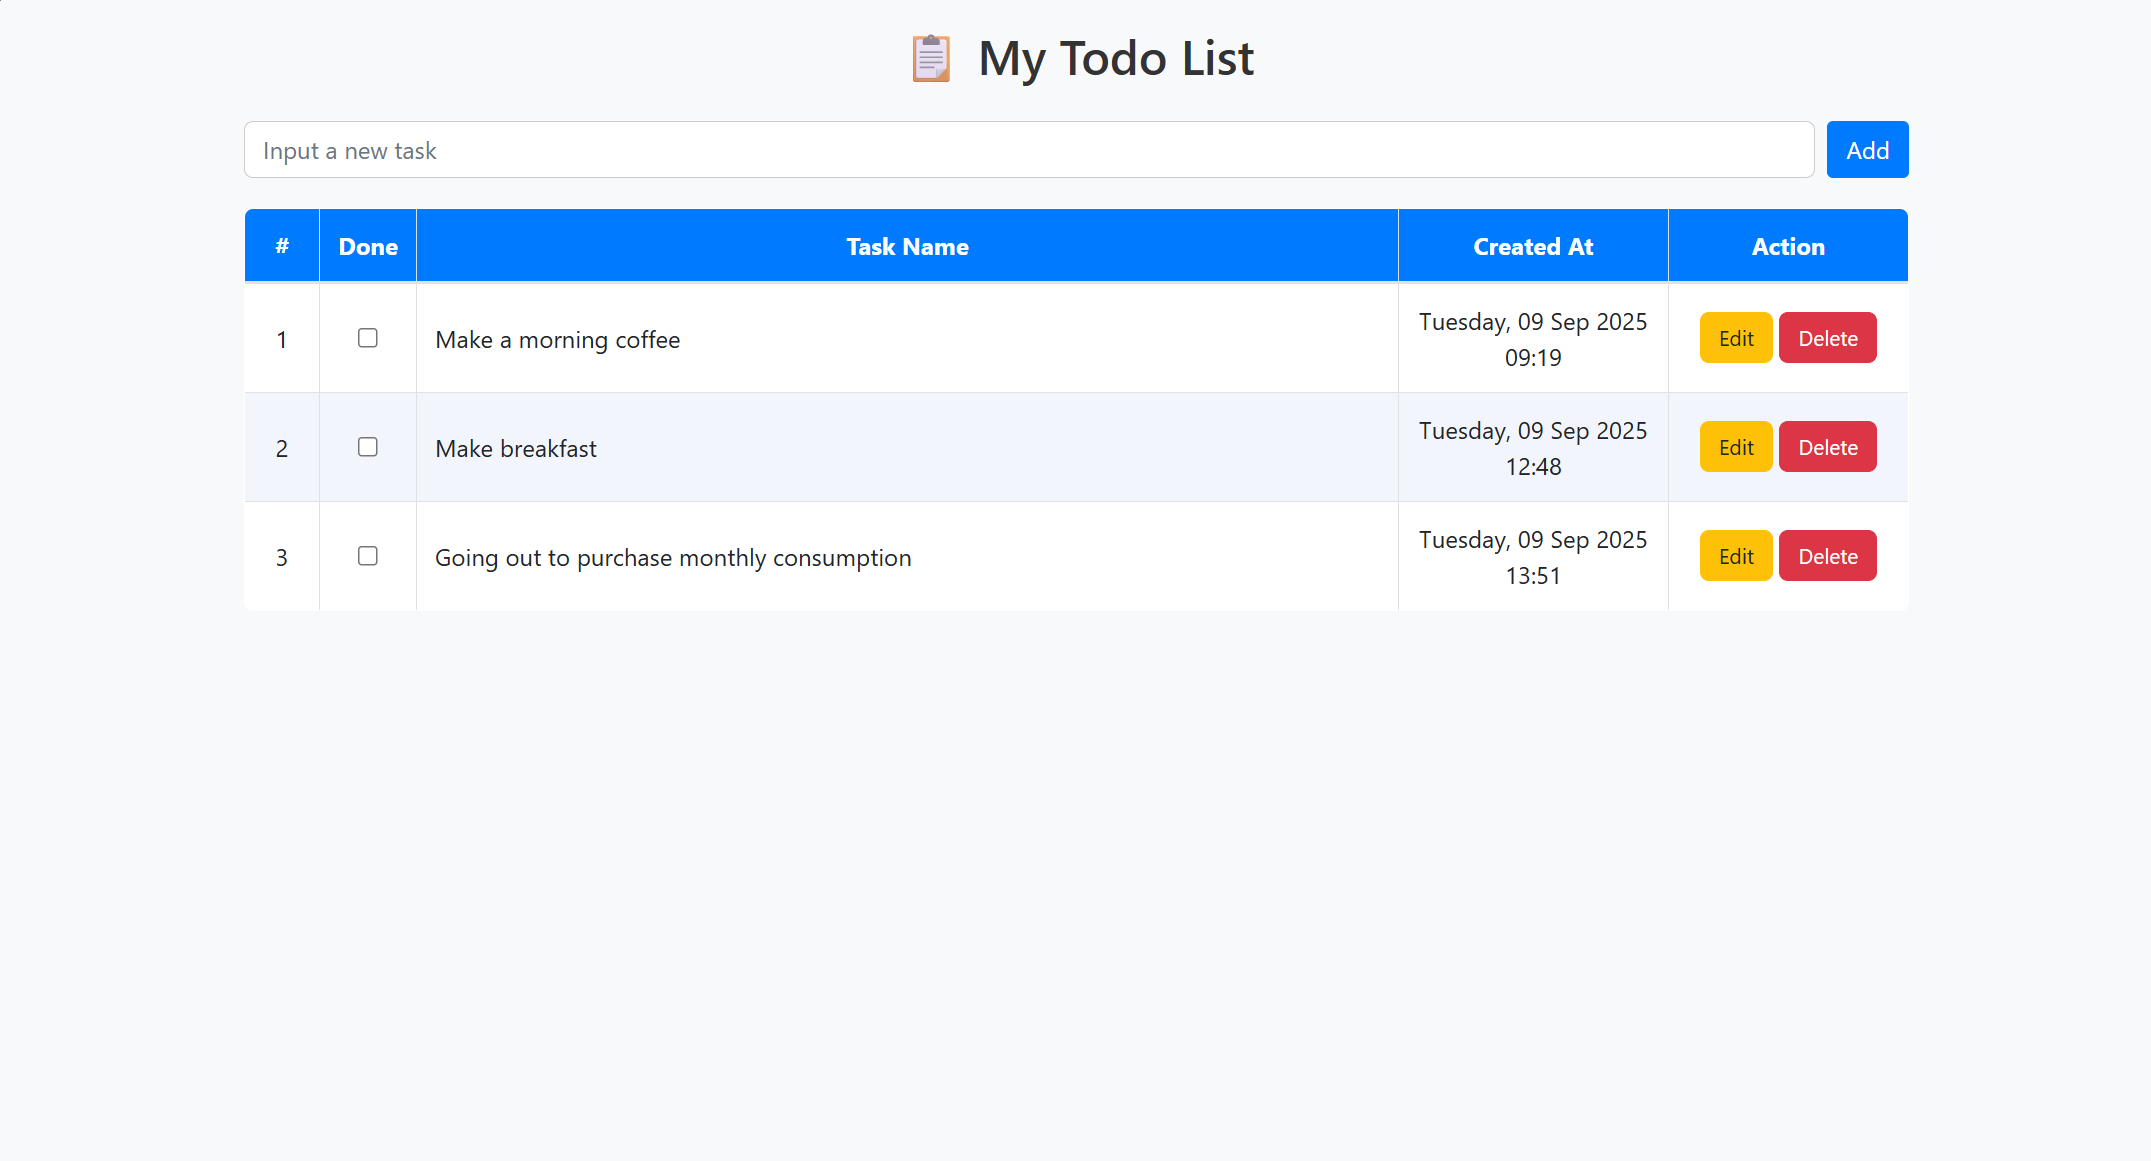 My Todo List
Input a new task
Add
# Done Task Name Created At Action
1 Make a morning coffee Tuesday, 09 Sep 2025 09:19 Edit Delete
2 Make breakfast Tuesday, 09 Sep 2025 12:48 Edit Delete
3 Going out to purchase monthly consumption Tuesday, 09 Sep 2025 13:51 Edit Delete